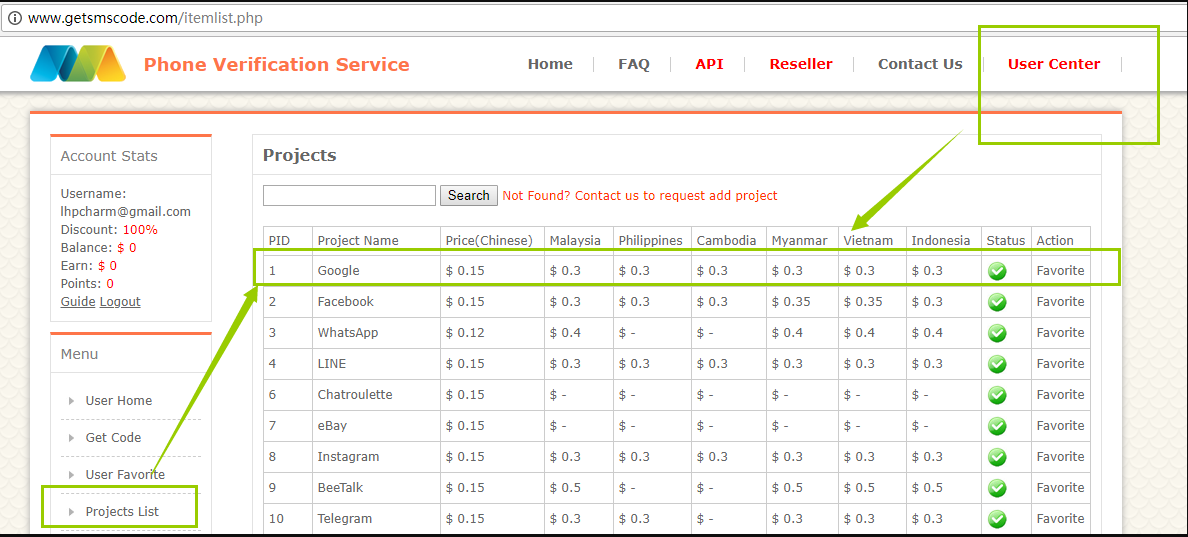 www.getsmscode.com/itemlist.php
Phone Verification Service
Home FAQ API Reseller Contact Us User Center
Account Stats
Username:
lhpcharm@gmail.com
Discount: 100%
Balance: $ 0
Earn: $ 0
Points: 0
Guide Logout
Menu
User Home
Get Code
User Favorite
Projects List
Projects
Search Not Found? Contact us to request add project
PID Project Name Price(Chinese) Malaysia Philippines Cambodia Myanmar Vietnam Indonesia Status Action
1 Google $ 0.15 $ 0.3 $ 0.3 $ 0.3 $ 0.3 $ 0.3 $ 0.3 Favorite
2 Facebook $ 0.15 $ 0.3 $ 0.3 $ 0.3 $ 0.35 $ 0.35 $ 0.3 Favorite
3 WhatsApp $ 0.12 $ 0.4 $ - $ - $ 0.4 $ 0.4 $ 0.4 Favorite
4 LINE $ 0.15 $ 0.3 $ 0.3 $ 0.3 $ 0.3 $ 0.3 $ 0.3 Favorite
6 Chatroulette $ 0.15 $ - $ - $ - $ - $ - $ - Favorite
7 eBay $ 0.15 $ - $ - $ - $ - $ - $ - Favorite
8 Instagram $ 0.15 $ 0.3 $ 0.3 $ 0.3 $ 0.3 $ 0.3 $ 0.3 Favorite
9 BeeTalk $ 0.15 $ 0.5 $ - $ - $ 0.5 $ 0.5 $ 0.5 Favorite
10 Telegram $ 0.15 $ 0.3 $ 0.3 $ - $ 0.3 $ 0.3 $ 0.3 Favorite